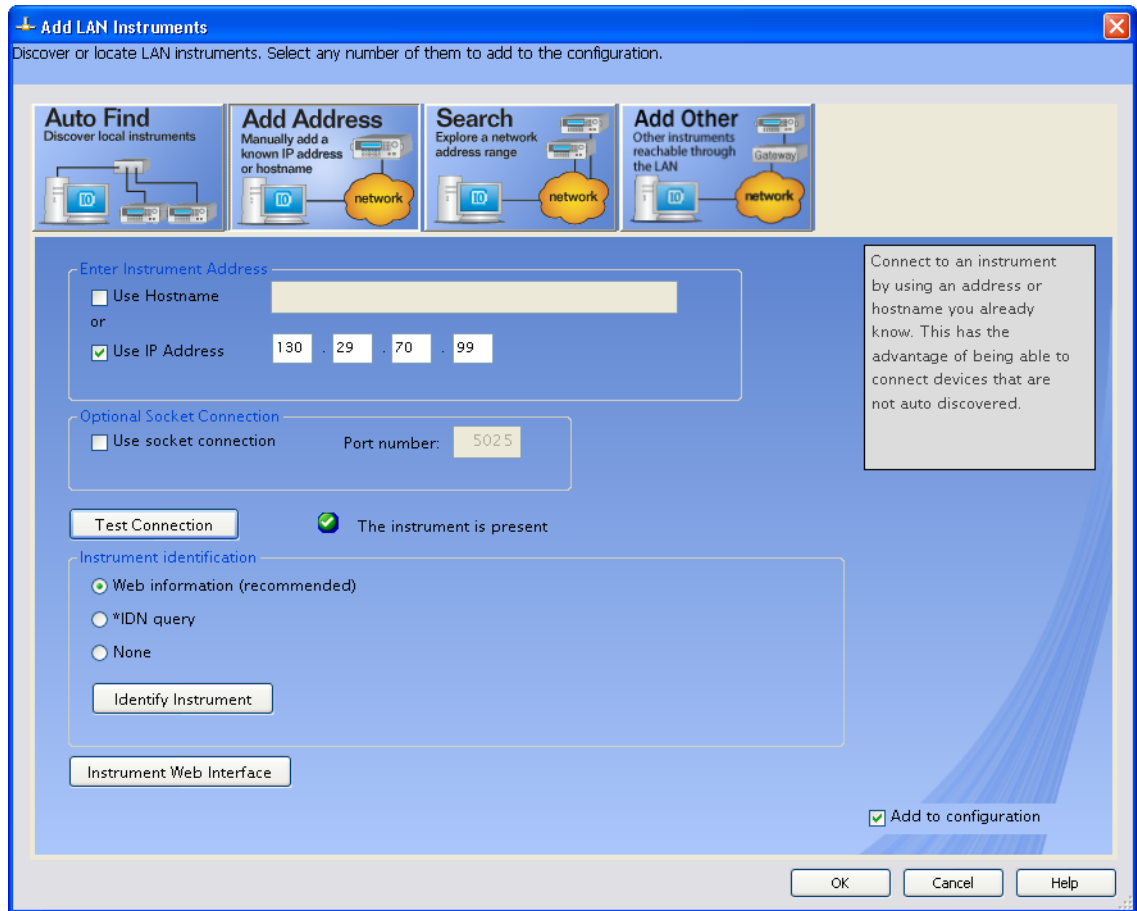 Add LAN Instruments
Discover or locate LAN instruments. Select any number of them to add to the configuration.
Auto Find
Discover local instruments
IO
Add Address
Manually add a
known IP address
or hostname
IO
network
Search
Explore a network
address range
IO
network
Add Other
Other instruments
reachable through
the LAN
Gateway
IO
network
Enter Instrument Address
Use Hostname
or
Use IP Address 130 . 29 . 70 . 99
Optional Socket Connection
Use socket connection Port number: 5025
Test Connection The instrument is present
Instrument identification
Web information (recommended)
*IDN query
None
Identify Instrument
Instrument Web Interface
Connect to an instrument
by using an address or
hostname you already
know. This has the
advantage of being able to
connect devices that are
not auto discovered.
Add to configuration
OK Cancel Help